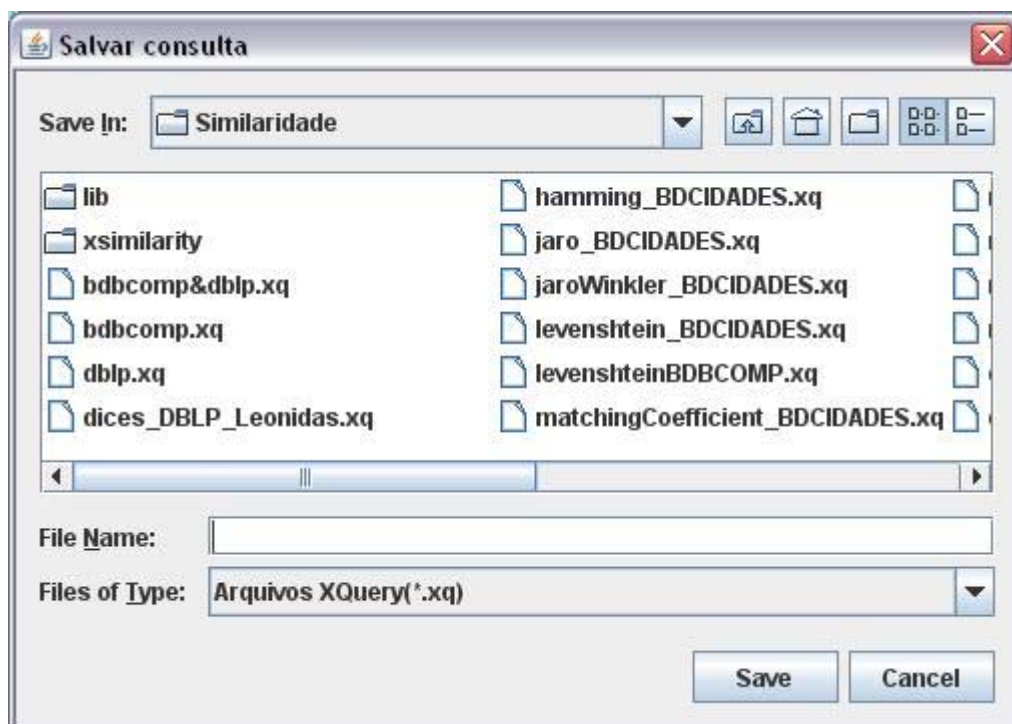 Salvar consulta
Save In: Similaridade
lib
xsimilarity
bdbcomp&dblp.xq
bdbcomp.xq
dblp.xq
dices_DBLP_Leonidas.xq
hamming_BDCIDADES.xq
jaro_BDCIDADES.xq
jaroWinkler_BDCIDADES.xq
levenshtein_BDCIDADES.xq
levenshteinBDBCOMP.xq
matchingCoefficient_BDCIDADES.xq
File Name:
Files of Type: Arquivos XQuery(*.xq)
Save Cancel